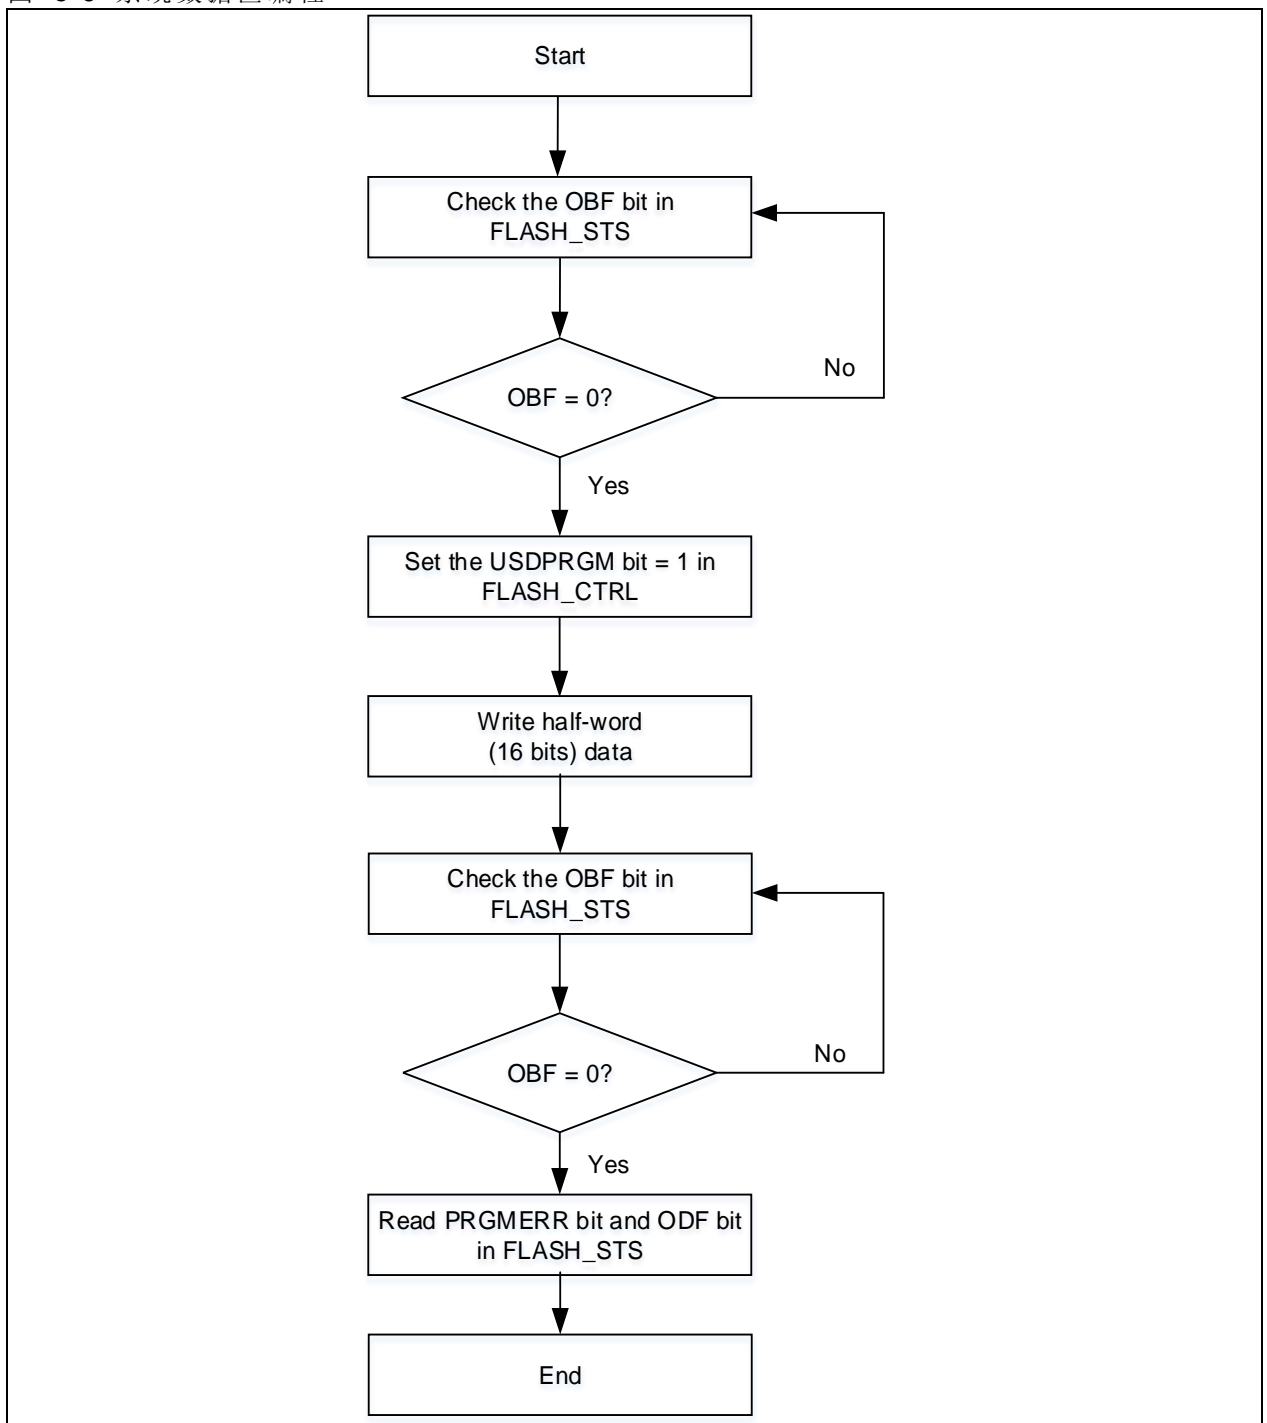 Start
Check the OBF bit in
FLASH_STS
OBF = 0?
No
Yes
Set the USDPRGM bit = 1 in
FLASH_CTRL
Write half-word
(16 bits) data
Check the OBF bit in
FLASH_STS
OBF = 0?
No
Yes
Read PRGMERR bit and ODF bit
in FLASH_STS
End